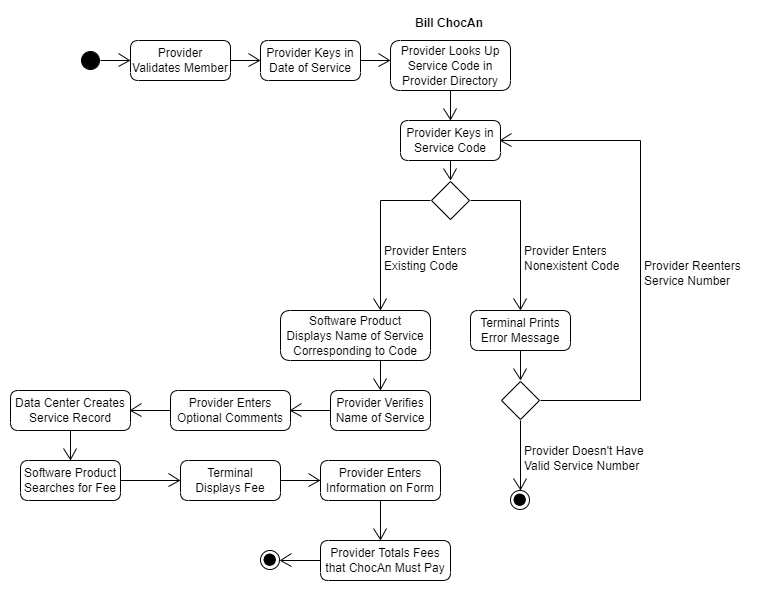 Bill ChocAn
Provider
Validates Member
Provider Keys in
Date of Service
Provider Looks Up
Service Code in
Provider Directory
Provider Keys in
Service Code
Provider Enters
Existing Code
Provider Enters
Nonexistent Code
Provider Reenters
Service Number
Software Product
Displays Name of Service
Corresponding to Code
Terminal Prints
Error Message
Data Center Creates
Service Record
Provider Enters
Optional Comments
Provider Verifies
Name of Service
Provider Doesn't Have
Valid Service Number
Software Product
Searches for Fee
Terminal
Displays Fee
Provider Enters
Information on Form
Provider Totals Fees
that ChocAn Must Pay